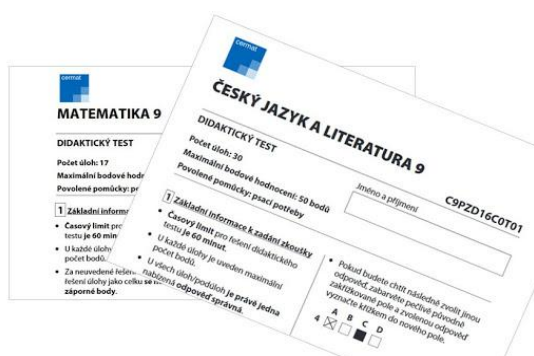 cermat
MATEMATIKA 9
DIDAKTICKÝ TEST
Počet úloh: 17
Maximální bodové
Povolené pomůcky:
1 Základní
• Časový limit pro
testu je 60 min
• U každé úlohy
počet bodů.
• Za neuvedené řešení
řešení úlohy jako celku se
záporné body.
cermat
ČESKÝ JAZYK A LITERATURA 9
DIDAKTICKÝ TEST
Počet úloh: 30
Maximální bodové hodnocení: 50 bodů
Povolené pomůcky: psací potřeby
Jméno a příjmení
C9PZD16C0T01
1 Základní informace k zadání zkoušky
• Časový limit pro řešení didaktického
testu je 60 minut.
• U každé úlohy je uveden maximální
počet bodů.
• U všech úloh/podúloh je právě jedna
nabízená odpověď správná.
• Pokud budete chtít následně zvolit jinou
odpověď, zabarvěte pečlivě původně
zakřížkované pole a zvolenou odpověď
vyznačte křížkem do nového pole.
A B C D
4